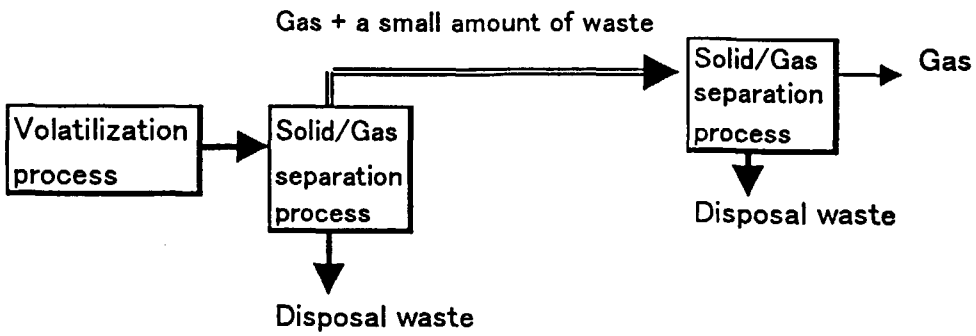 Gas + a small amount of waste
Volatilization
process
Solid/Gas
separation
process
Disposal waste
Solid/Gas
separation
process
Gas
Disposal waste